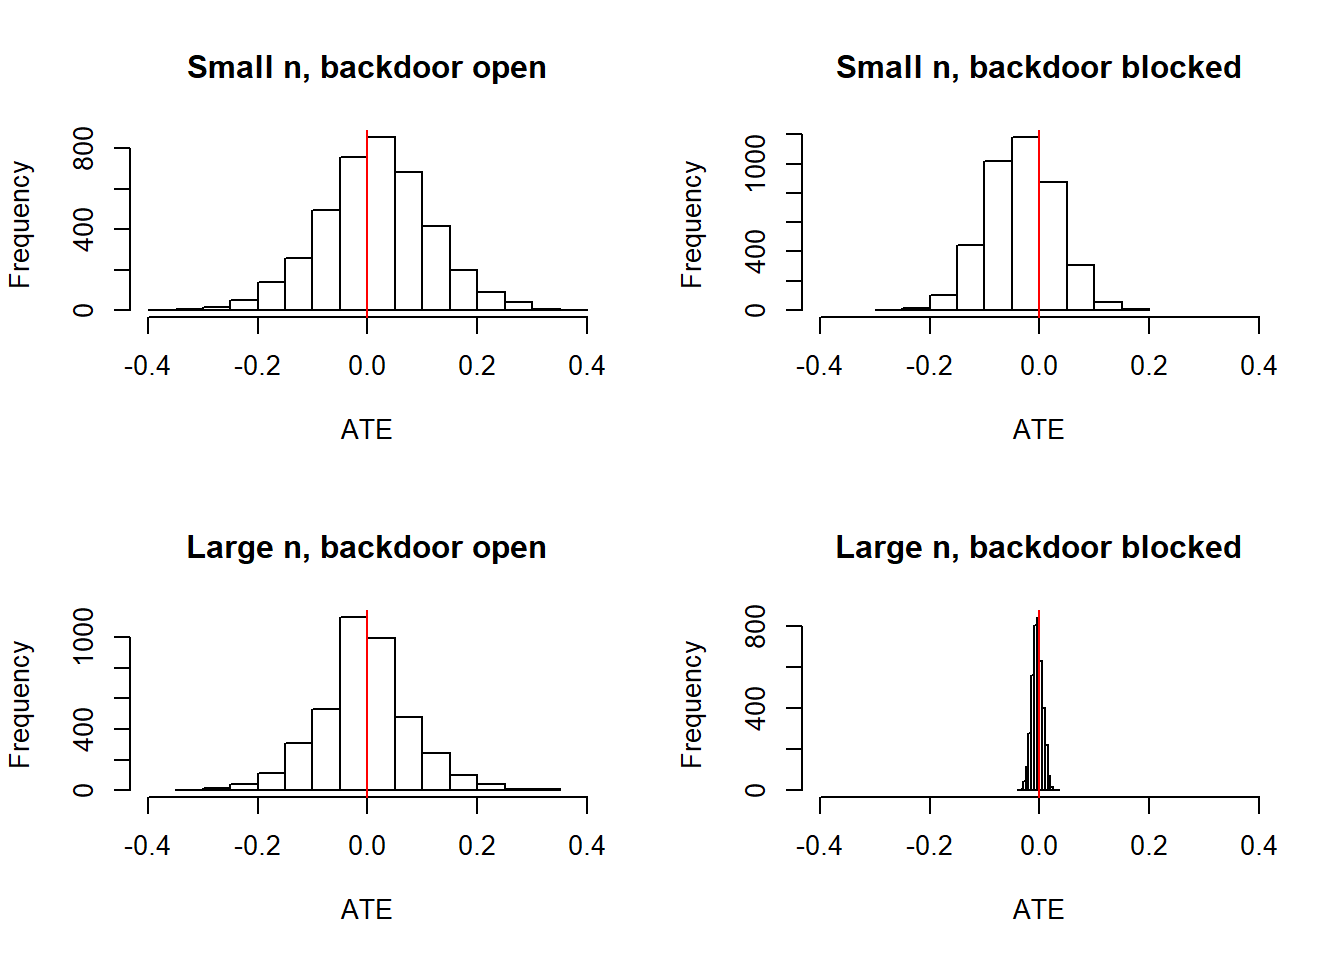 Small n, backdoor open
Frequency
0 400 800
-0.4 -0.2 0.0 0.2 0.4
ATE
Small n, backdoor blocked
Frequency
0 400 1000
-0.4 -0.2 0.0 0.2 0.4
ATE
Large n, backdoor open
Frequency
0 400 1000
-0.4 -0.2 0.0 0.2 0.4
ATE
Large n, backdoor blocked
Frequency
0 400 800
-0.4 -0.2 0.0 0.2 0.4
ATE